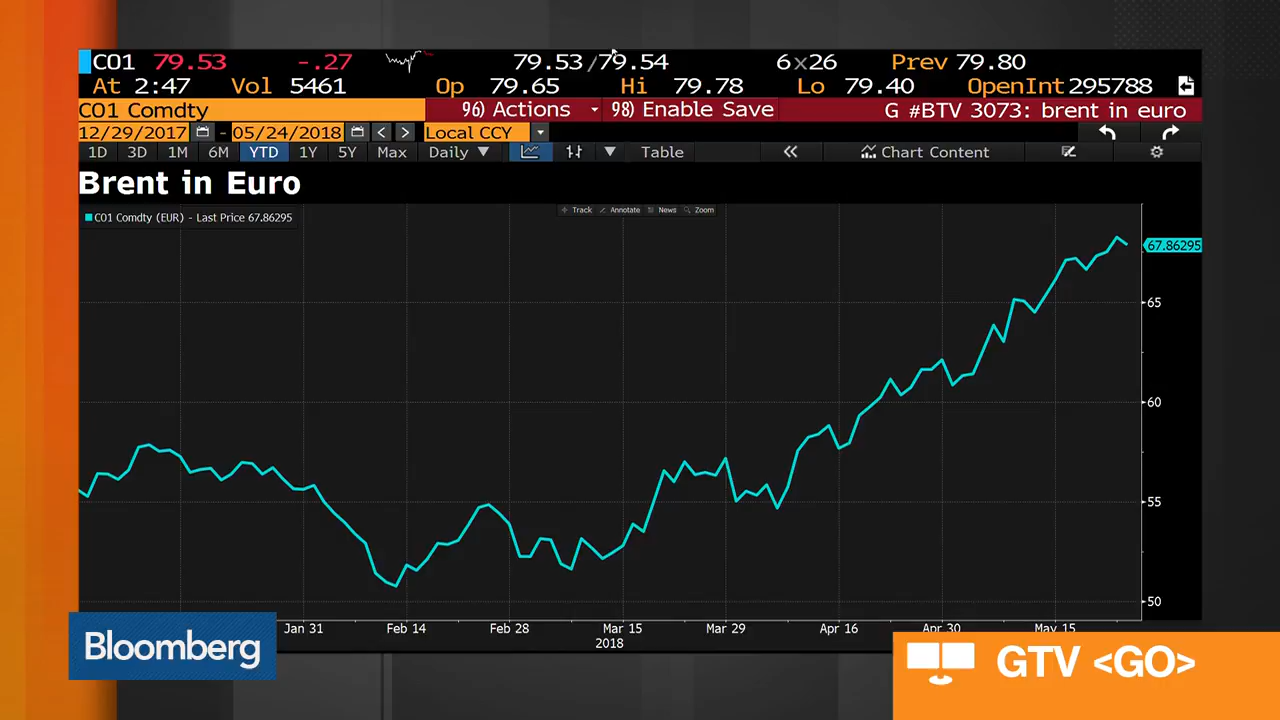 CO1 79.53 -.27 79.53/79.54 6x26 Prev 79.80
At 2:47 Vol 5461 Op 79.65 Hi 79.78 Lo 79.40 OpenInt 295788
CO1 Comdty 96) Actions 98) Enable Save G #BTV 3073: brent in euro
12/29/2017 - 05/24/2018 < > Local CCY
1D 3D 1M 6M YTD 1Y 5Y Max Daily ▼ ▼ Table « Chart Content
Brent in Euro
Track Annotate News Zoom
CO1 Comdty (EUR) - Last Price 67.86295
67.86295
65
60
55
50
Jan 31 Feb 14 Feb 28 Mar 15 Mar 29 Apr 16 Apr 30 May 15
2018
Bloomberg
GTV <GO>